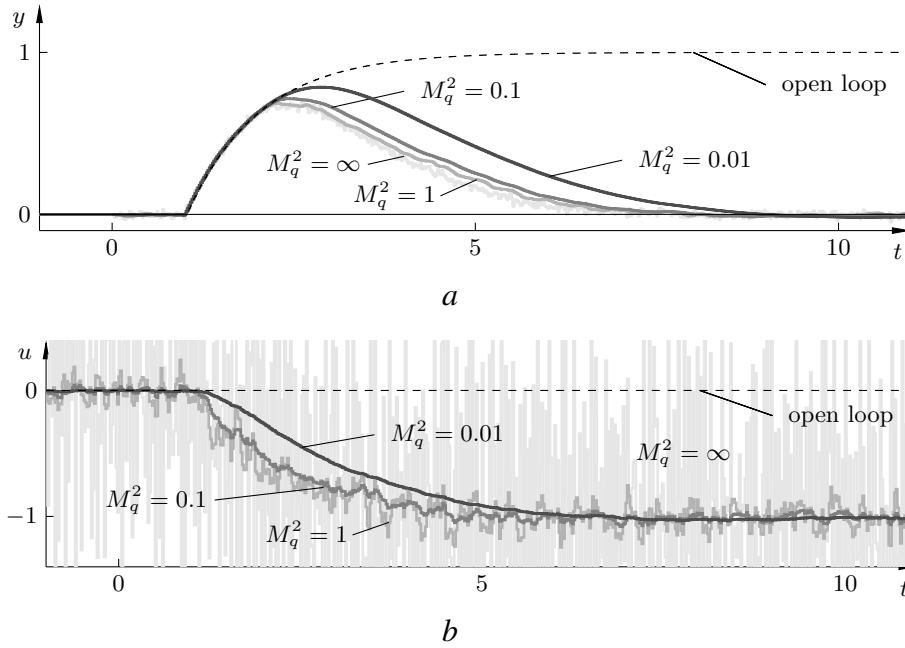 y
1
open loop
M_q^2 = 0.1
M_q^2 = 0.01
M_q^2 = ∞
M_q^2 = 1
0
0 5 10 t
a
u
0
open loop
M_q^2 = 0.01
M_q^2 = ∞
M_q^2 = 0.1
−1
M_q^2 = 1
0 5 10 t
b